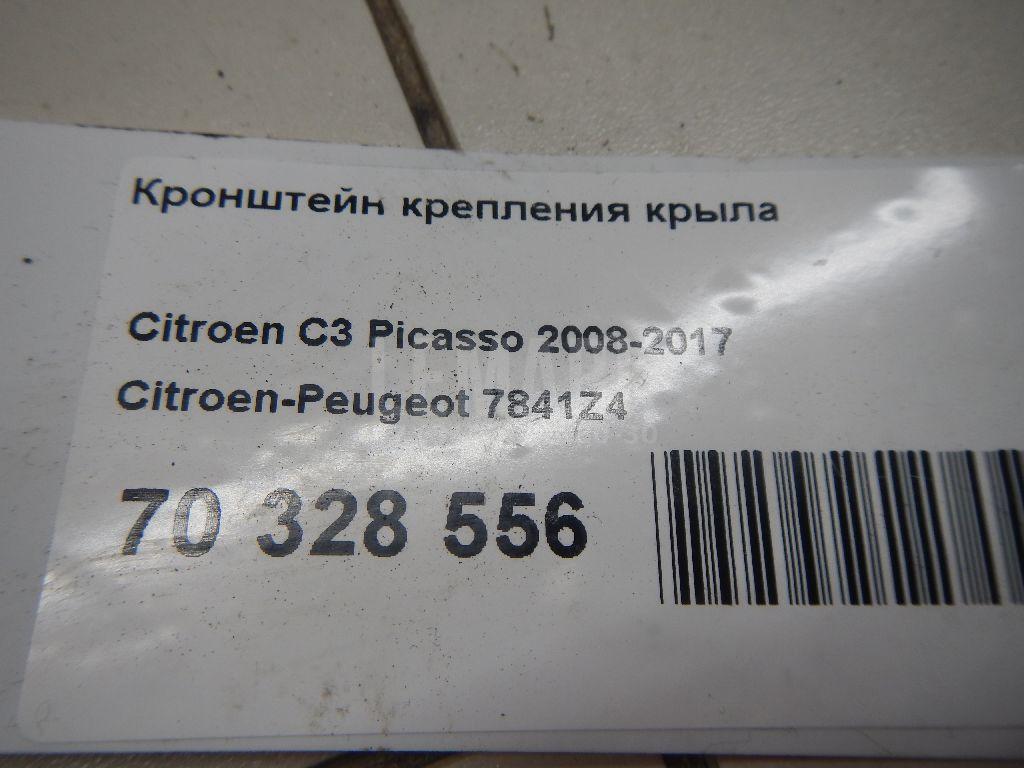 Кронштейн крепления крыла
Citroen C3 Picasso 2008-2017
Citroen-Peugeot 7841Z4
70 328 556